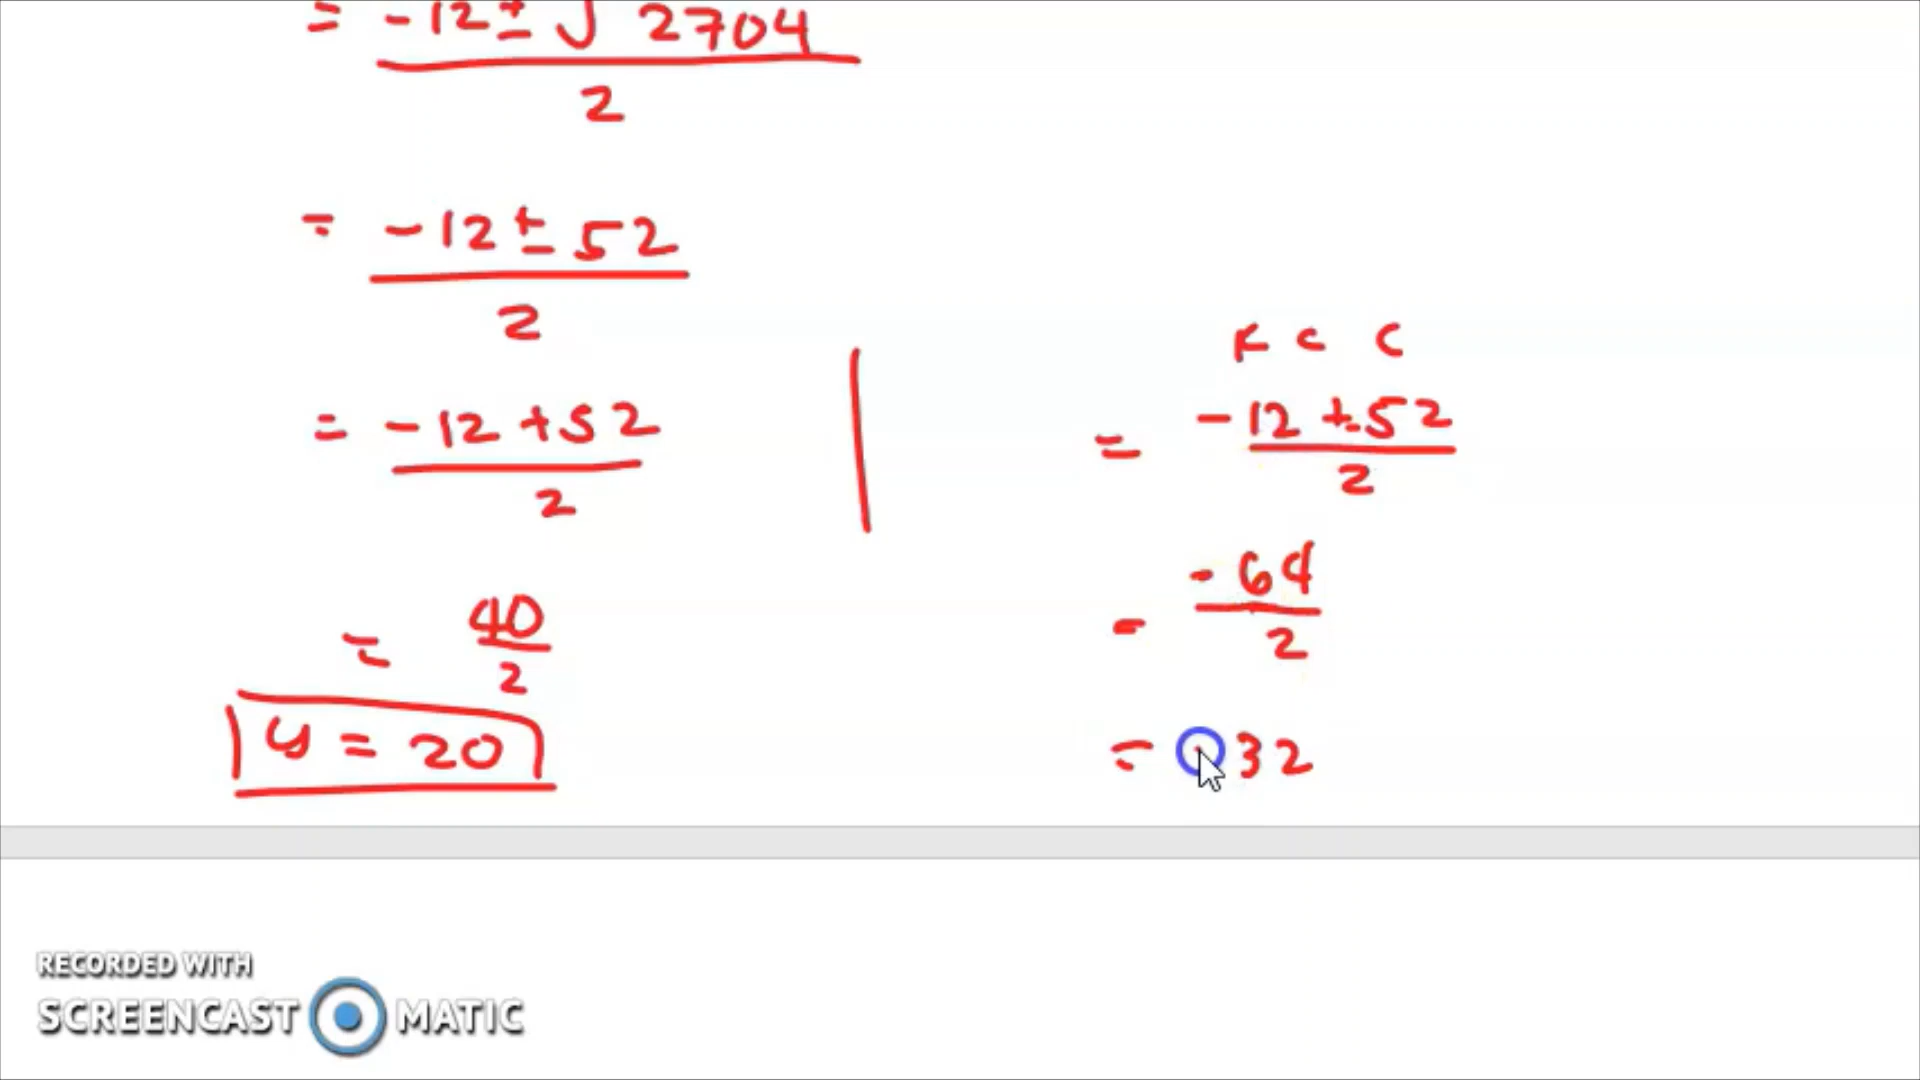 = -12 ± √2704
2
= -12 ± 52
2
= -12 + 52
2
= 40
2
y = 20
K C C
= -12 ± 52
2
= -64
2
= -32
RECORDED WITH
SCREENCAST MATIC